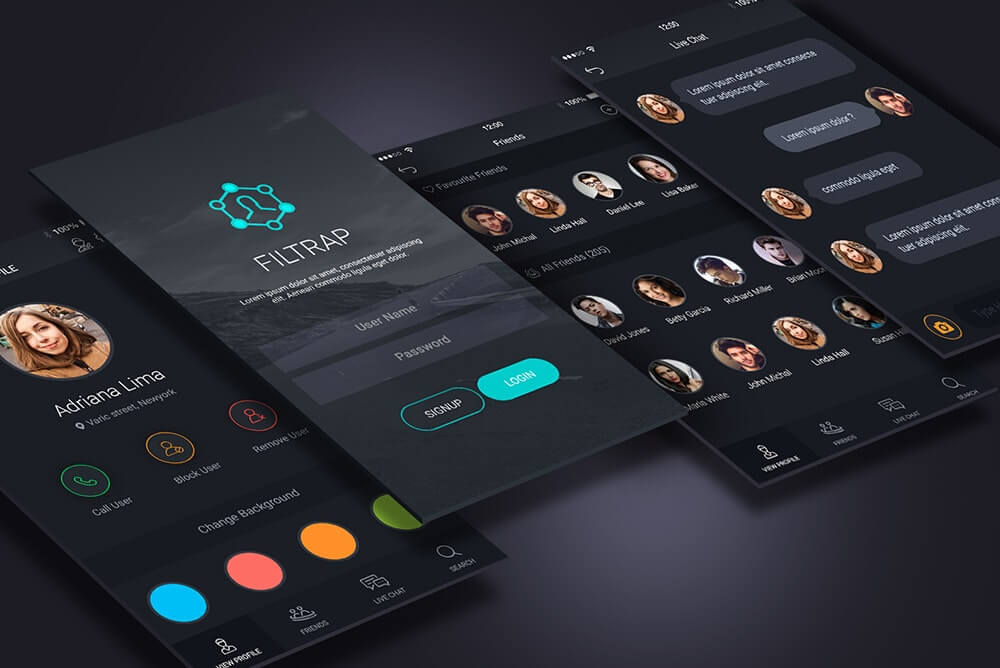 100%
FILE
Adriana Lima
Varic street, Newyork
Call User
Block User
Remove User
Change Background
VIEW PROFILE
FRIENDS
LIVE CHAT
SEARCH
FILTRAP
Lorem ipsum dolor sit amet, consectetuer adipiscing
elit. Aenean commodo ligula eget dolor.
User Name
Password
SIGNUP
LOGIN
12:00
100%
Friends
Favourite Friends
John Michal
Linda Hall
Daniel Lee
Lisa Baker
All Friends (205)
David Jones
Betty Garcia
Richard Miller
Brian Moo
Maria White
John Michal
Linda Hall
Susan
VIEW PROFILE
FRIENDS
LIVE CHAT
SEARCH
12:00
100%
Live Chat
Lorem ipsum dolor sit amet consecte
tuer adipiscing elit.
Lorem ipsum dolor ?
commodo ligula eget
Lorem ipsum dolor sit amet co
tuer adipiscing elit.